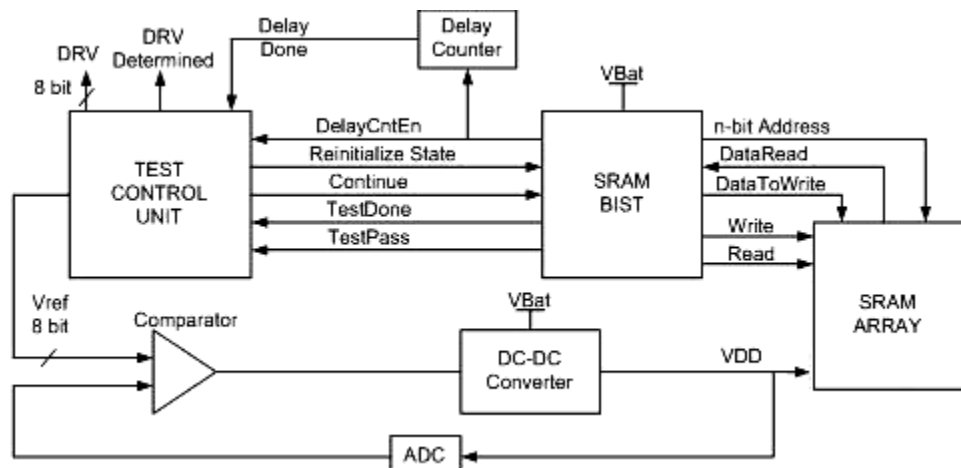 DRV
8 bit
DRV
Determined
Delay
Done
Delay
Counter
VBat
TEST
CONTROL
UNIT
DelayCntEn
Reinitialize State
Continue
TestDone
TestPass
SRAM
BIST
n-bit Address
DataRead
DataToWrite
Write
Read
SRAM
ARRAY
Vref
8 bit
Comparator
VBat
DC-DC
Converter
VDD
ADC